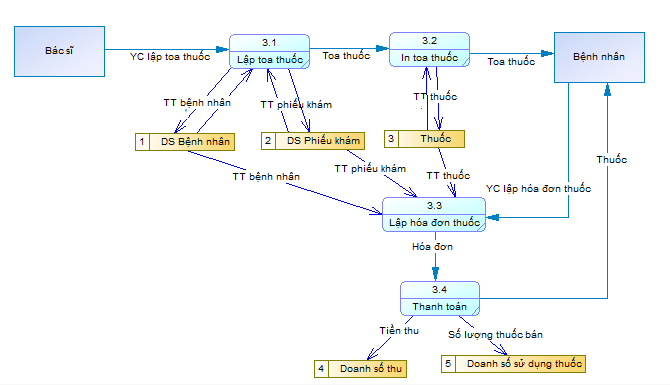 Bác sĩ
YC lập toa thuốc
3.1
Lập toa thuốc
Toa thuốc
3.2
In toa thuốc
Toa thuốc
Bệnh nhân
TT bệnh nhân
TT phiếu khám
TT thuốc
1 DS Bệnh nhân
2 DS Phiếu khám
3 Thuốc
Thuốc
TT bệnh nhân
TT phiếu khám
TT thuốc
YC lập hóa đơn thuốc
3.3
Lập hóa đơn thuốc
Hóa đơn
3.4
Thanh toán
Tiền thu
Số lượng thuốc bán
4 Doanh số thu
5 Doanh số sử dụng thuốc